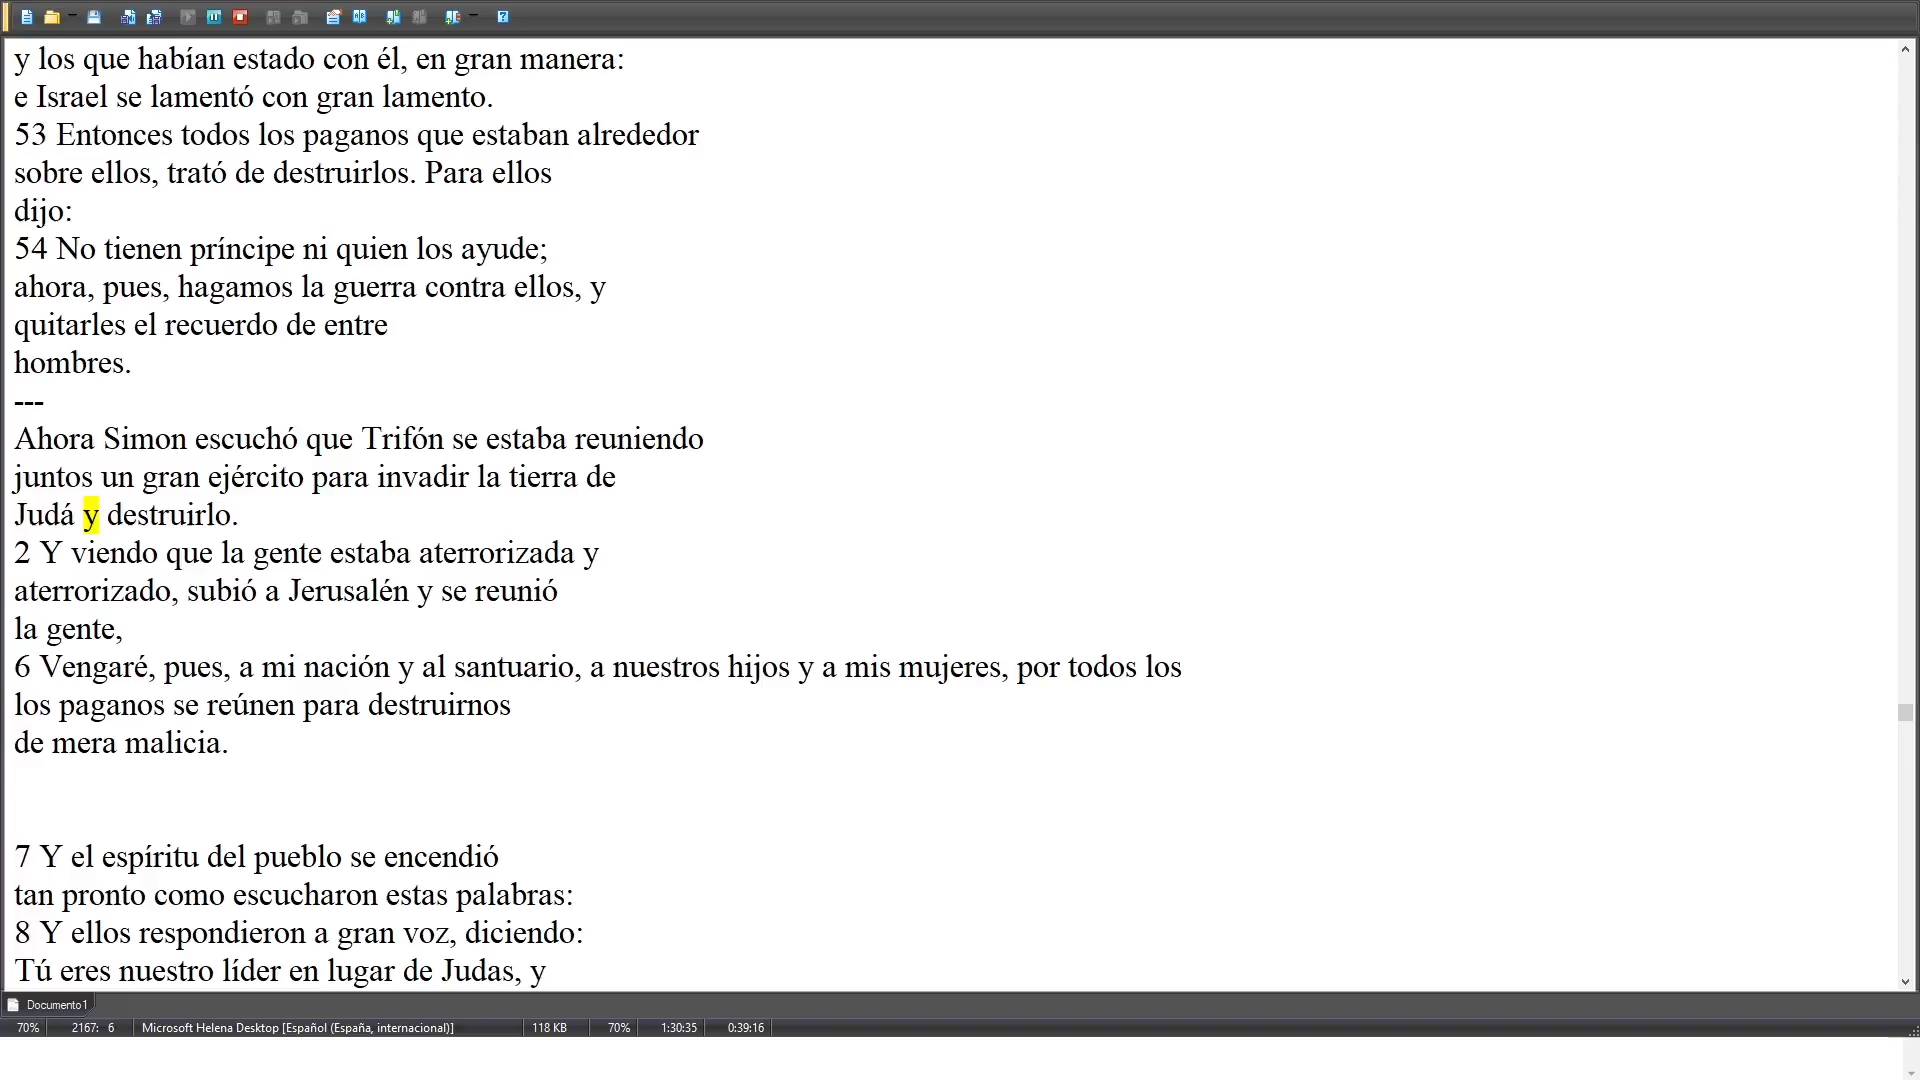 y los que habían estado con él, en gran manera:
e Israel se lamentó con gran lamento.
53 Entonces todos los paganos que estaban alrededor
sobre ellos, trató de destruirlos. Para ellos
dijo:
54 No tienen príncipe ni quien los ayude;
ahora, pues, hagamos la guerra contra ellos, y
quitarles el recuerdo de entre
hombres.
---
Ahora Simon escuchó que Trifón se estaba reuniendo
juntos un gran ejército para invadir la tierra de
Judá y destruirlo.
2 Y viendo que la gente estaba aterrorizada y
aterrorizado, subió a Jerusalén y se reunió
la gente,
6 Vengaré, pues, a mi nación y al santuario, a nuestros hijos y a mis mujeres, por todos los
los paganos se reúnen para destruirnos
de mera malicia.
7 Y el espíritu del pueblo se encendió
tan pronto como escucharon estas palabras:
8 Y ellos respondieron a gran voz, diciendo:
Tú eres nuestro líder en lugar de Judas, y
Documento1
70% 2167: 6 Microsoft Helena Desktop [Español (España, internacional)] 118 KB 70% 1:30:35 0:39:16